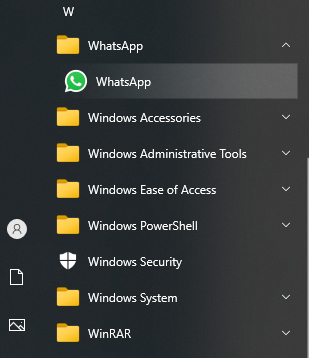 W
WhatsApp
WhatsApp
Windows Accessories
Windows Administrative Tools
Windows Ease of Access
Windows PowerShell
Windows Security
Windows System
WinRAR